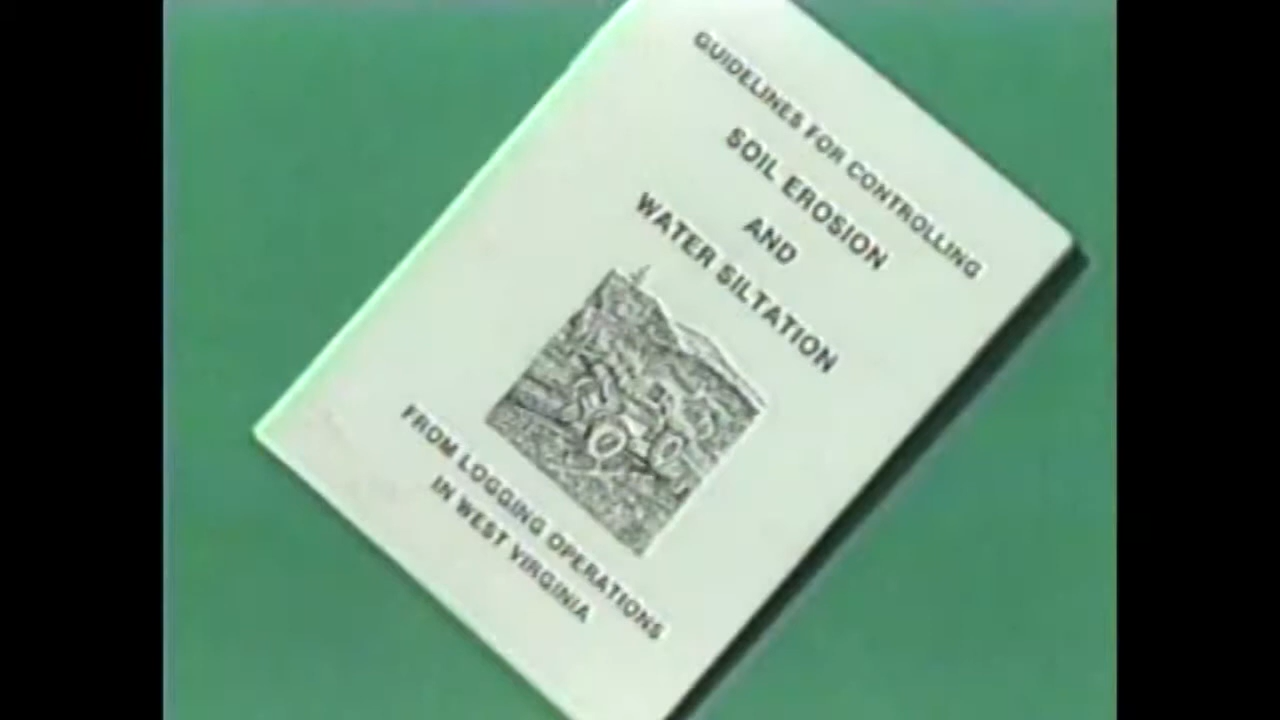 GUIDELINES FOR CONTROLLING
SOIL EROSION
AND
WATER SILTATION
FROM LOGGING OPERATIONS
IN WEST VIRGINIA